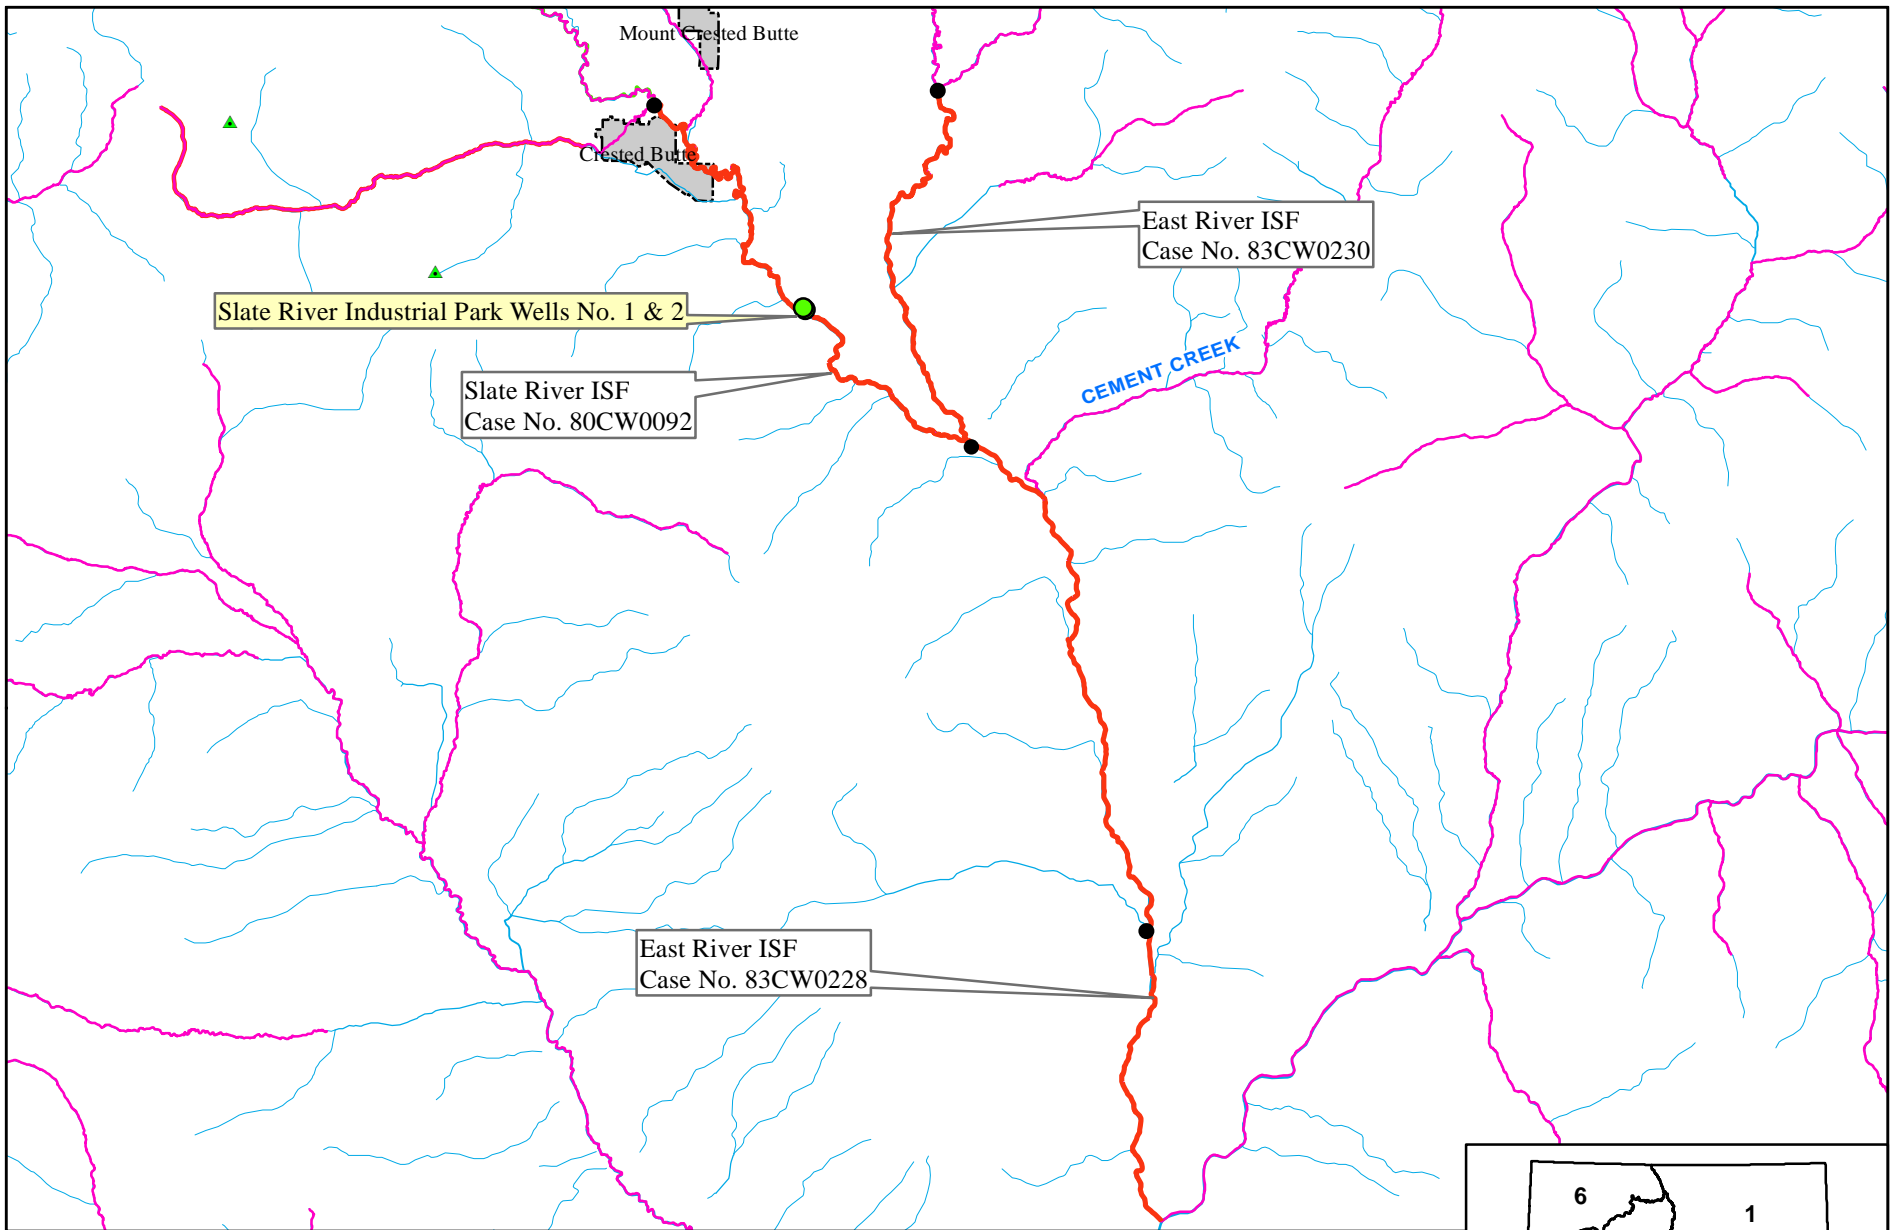 Mount Crested Butte
Crested Butte
East River ISF
Case No. 83CW0230
Slate River Industrial Park Wells No. 1 & 2
CEMENT CREEK
Slate River ISF
Case No. 80CW0092
East River ISF
Case No. 83CW0228
6
1